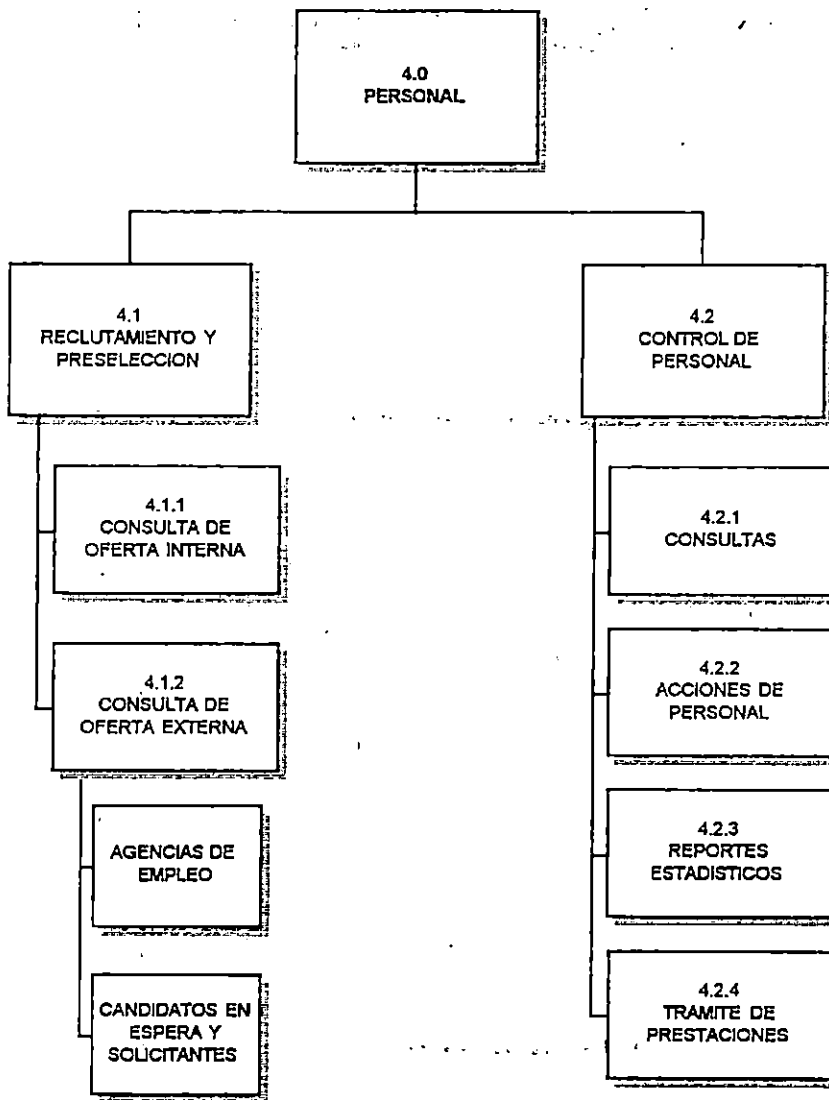 4.0
PERSONAL
4.1
RECLUTAMIENTO Y
PRESELECCION
4.1.1
CONSULTA DE
OFERTA INTERNA
4.1.2
CONSULTA DE
OFERTA EXTERNA
AGENCIAS DE
EMPLEO
CANDIDATOS EN
ESPERA Y
SOLICITANTES
4.2
CONTROL DE
PERSONAL
4.2.1
CONSULTAS
4.2.2
ACCIONES DE
PERSONAL
4.2.3
REPORTES
ESTADISTICOS
4.2.4
TRAMITE DE
PRESTACIONES